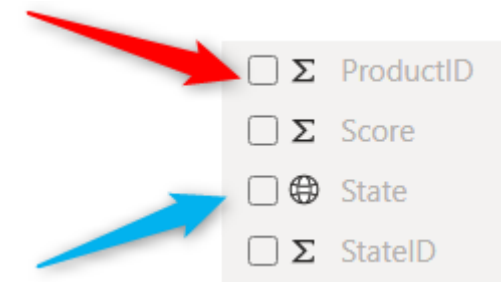 Σ ProductID
Σ Score
State
Σ StateID